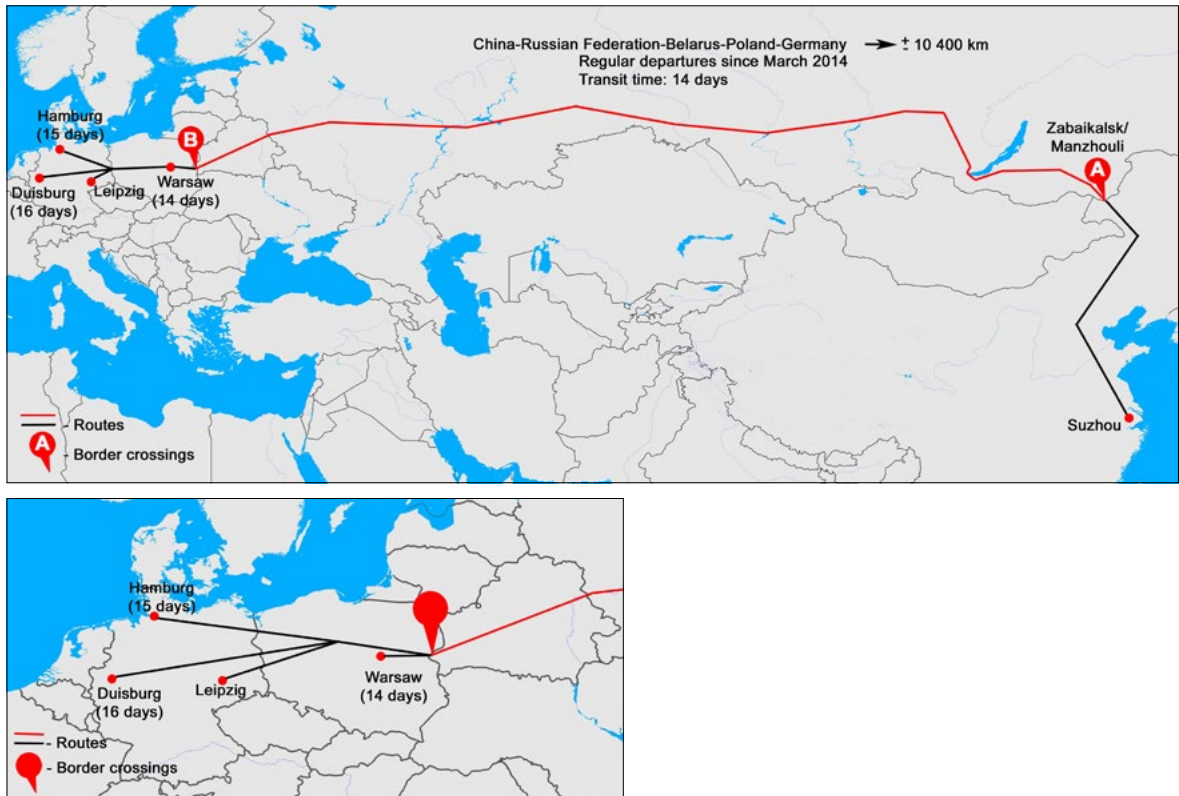 China-Russian Federation-Belarus-Poland-Germany ± 10 400 km
Regular departures since March 2014
Transit time: 14 days
Hamburg
(15 days)
B
Zabaikalsk/
Manzhouli
A
Duisburg
(16 days)
Leipzig
Warsaw
(14 days)
- Routes
A - Border crossings
Suzhou
Hamburg
(15 days)
Duisburg
(16 days)
Leipzig
Warsaw
(14 days)
- Routes
- Border crossings